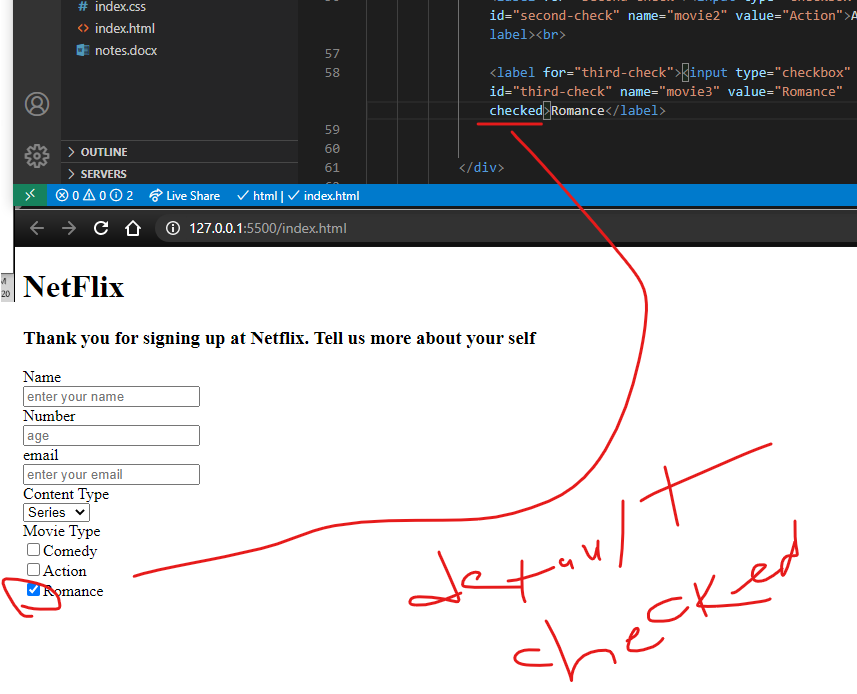 index.css
index.html
notes.docx
OUTLINE
SERVERS
id="second-check" name="movie2" value="Action">A
label><br>
57
58 <label for="third-check"><input type="checkbox"
id="third-check" name="movie3" value="Romance"
checked>Romance</label>
59
60
61 </div>
0 0 2 Live Share html | index.html
127.0.0.1:5500/index.html
20
NetFlix
Thank you for signing up at Netflix. Tell us more about your self
Name
enter your name
Number
age
email
enter your email
Content Type
Series
Movie Type
Comedy
Action
Romance
default
checked